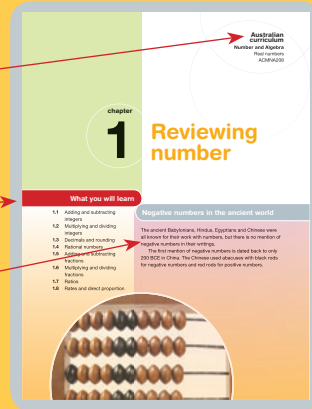 Australian
curriculum
Number and Algebra
Real numbers
ACMNA208
chapter
1
Reviewing
number
What you will learn
1.1 Adding and subtracting
integers
1.2 Multiplying and dividing
integers
1.3 Decimals and rounding
1.4 Rational numbers
1.5 Adding and subtracting
fractions
1.6 Multiplying and dividing
fractions
1.7 Ratios
1.8 Rates and direct proportion
Negative numbers in the ancient world
The ancient Babylonians, Hindus, Egyptians and Chinese were
all known for their work with numbers, but there is no mention of
negative numbers in their writings.
The first mention of negative numbers is dated back to only
200 BCE in China. The Chinese used abacuses with black rods
for negative numbers and red rods for positive numbers.